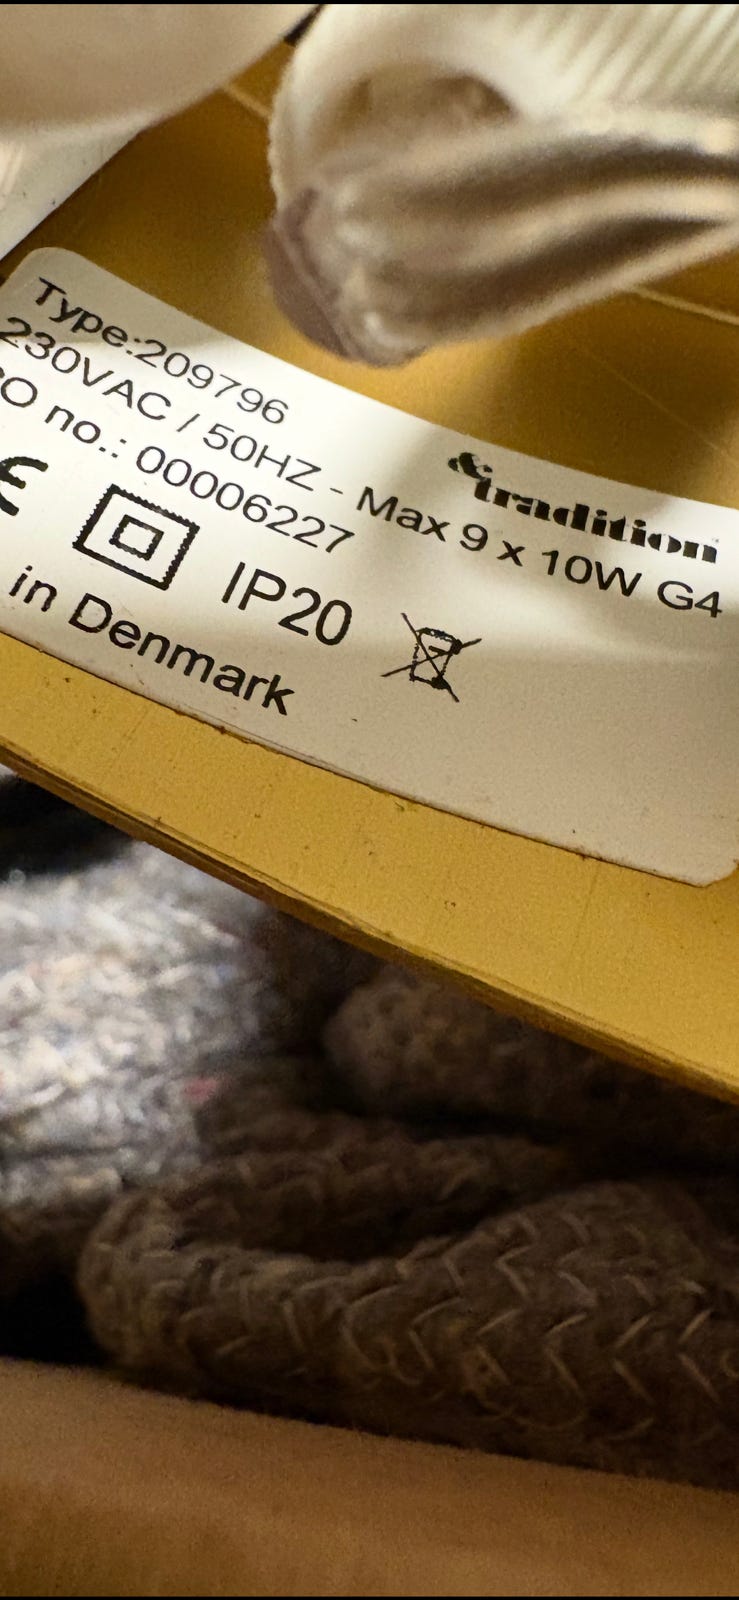 &tradition
Type:209796
230VAC / 50HZ - Max 9 x 10W G4
O no.: 00006227
IP20
in Denmark